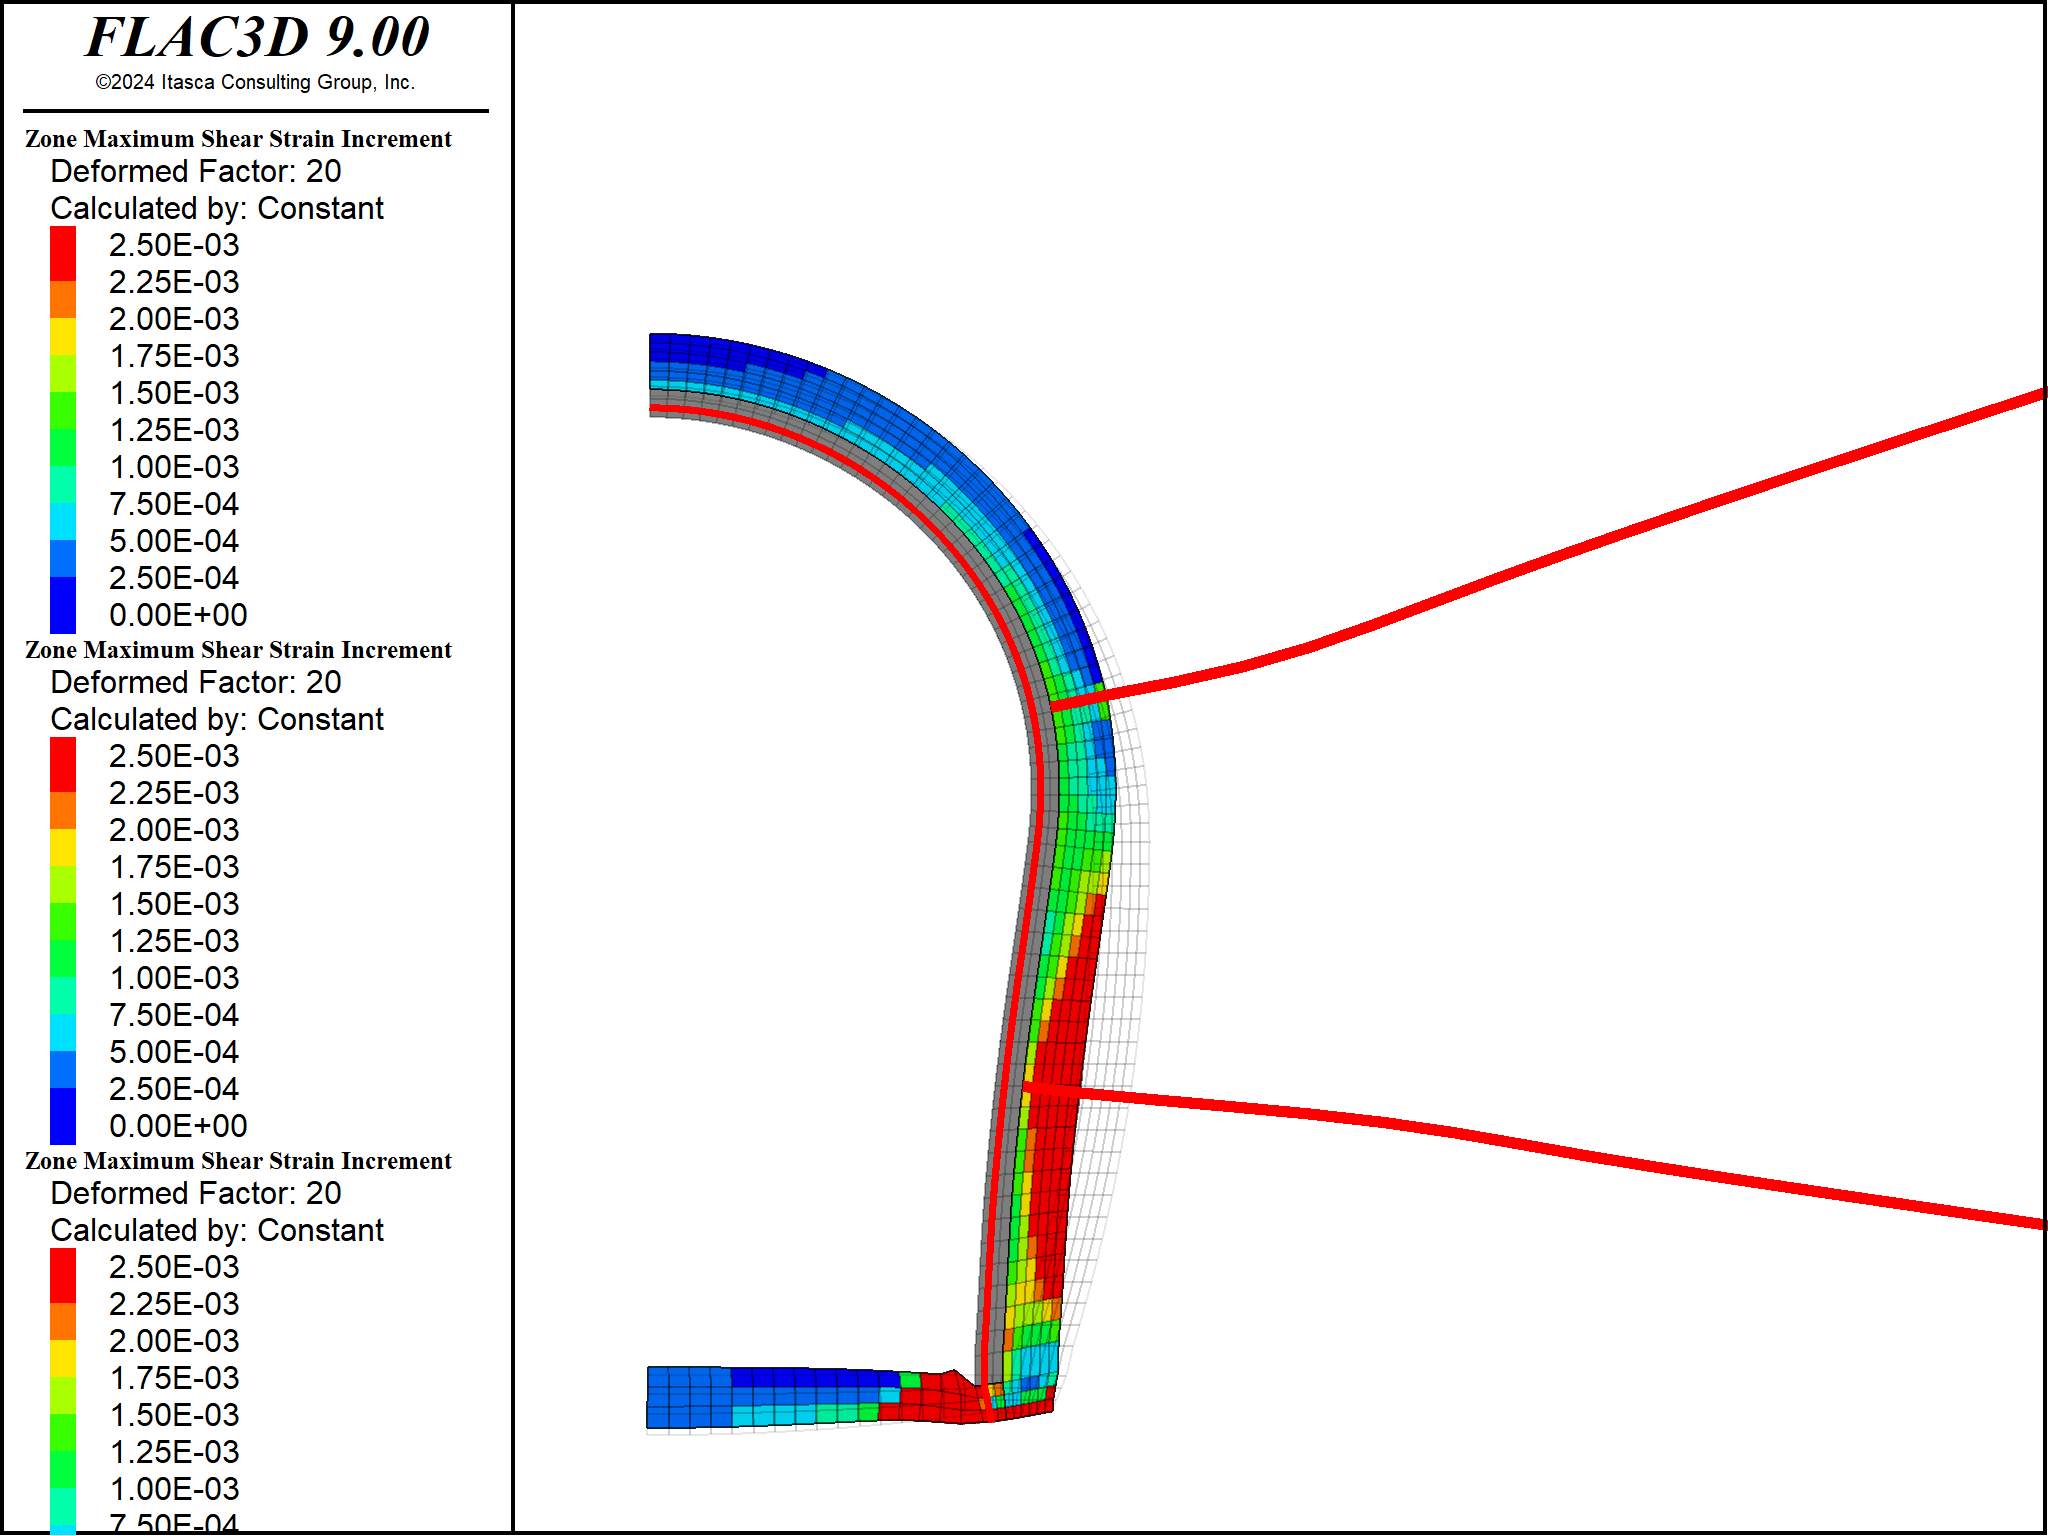 FLAC3D 9.00
©2024 Itasca Consulting Group, Inc.
Zone Maximum Shear Strain Increment
Deformed Factor: 20
Calculated by: Constant
2.50E-03
2.25E-03
2.00E-03
1.75E-03
1.50E-03
1.25E-03
1.00E-03
7.50E-04
5.00E-04
2.50E-04
0.00E+00
Zone Maximum Shear Strain Increment
Deformed Factor: 20
Calculated by: Constant
2.50E-03
2.25E-03
2.00E-03
1.75E-03
1.50E-03
1.25E-03
1.00E-03
7.50E-04
5.00E-04
2.50E-04
0.00E+00
Zone Maximum Shear Strain Increment
Deformed Factor: 20
Calculated by: Constant
2.50E-03
2.25E-03
2.00E-03
1.75E-03
1.50E-03
1.25E-03
1.00E-03
7.50E-04